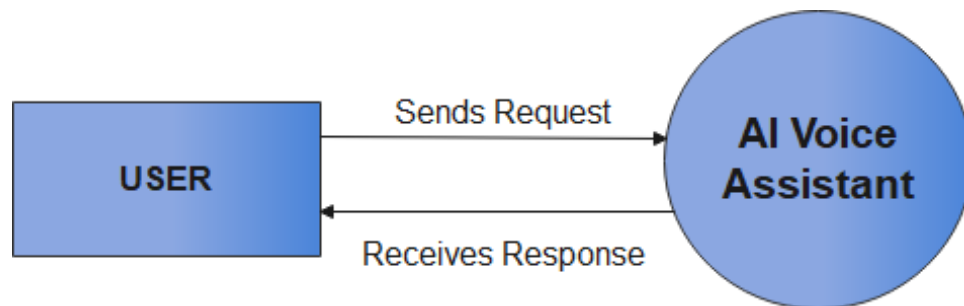 Sends Request
USER
AI Voice
Assistant
Receives Response